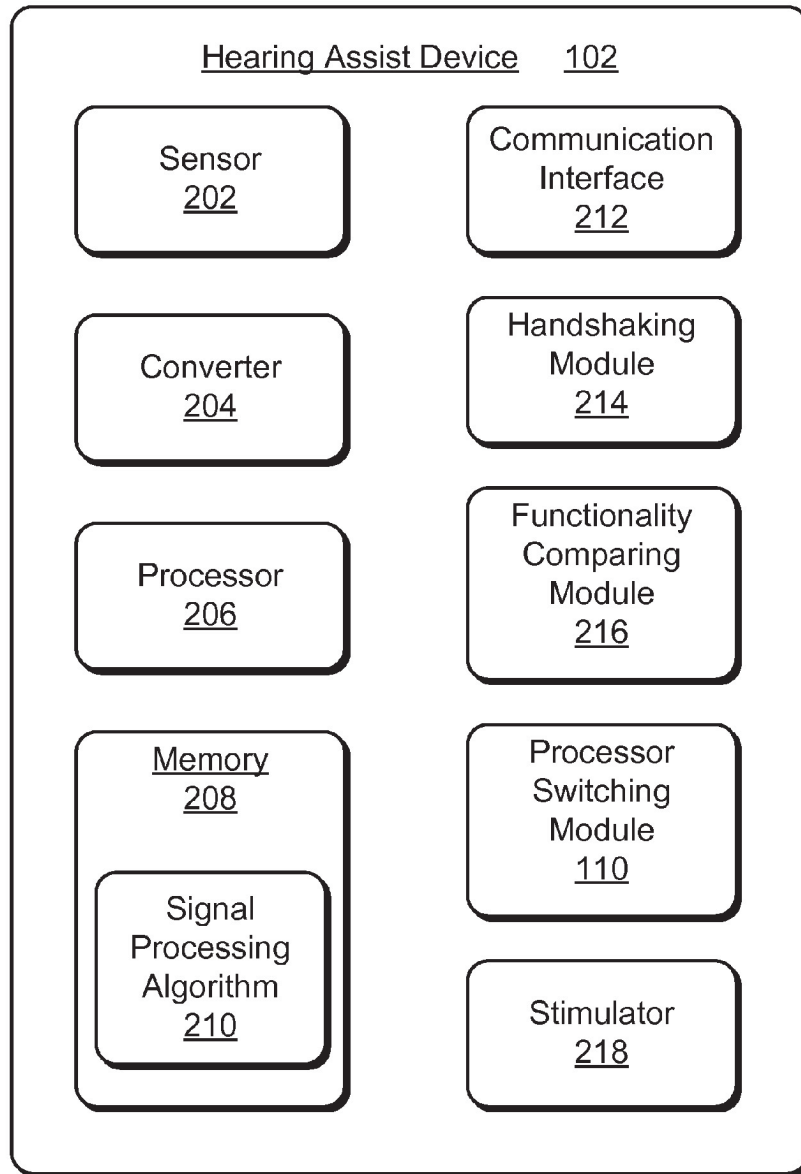 Hearing Assist Device 102
Sensor
202
Converter
204
Processor
206
Memory
208
Signal
Processing
Algorithm
210
Communication
Interface
212
Handshaking
Module
214
Functionality
Comparing
Module
216
Processor
Switching
Module
110
Stimulator
218